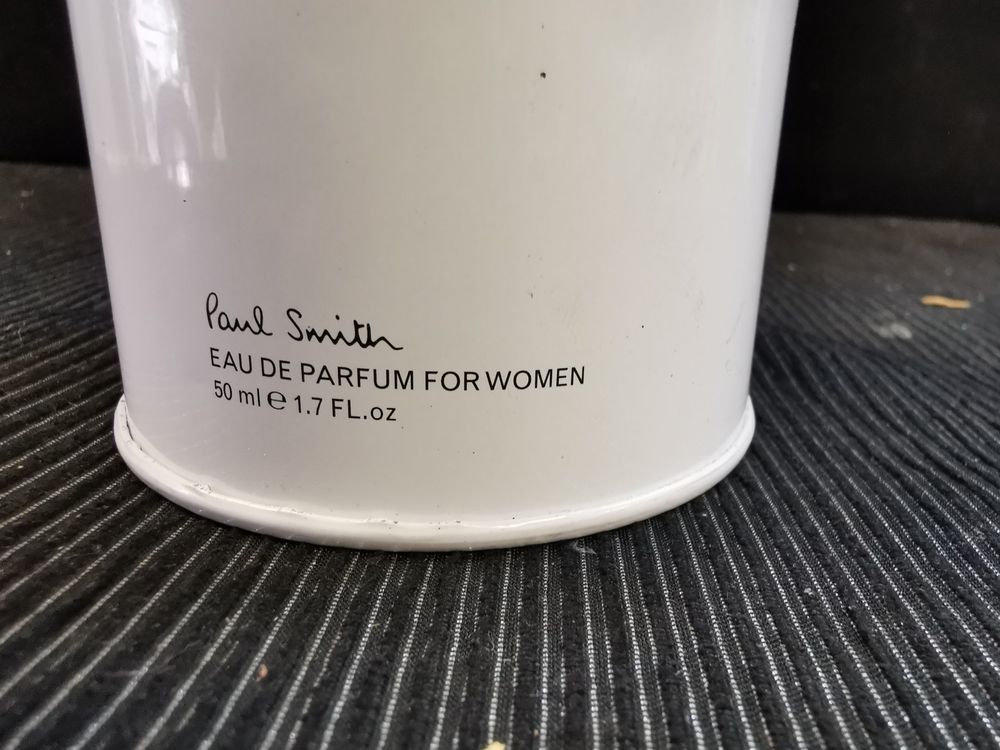 Paul Smith
EAU DE PARFUM FOR WOMEN
50 ml ℮ 1.7 FL.oz